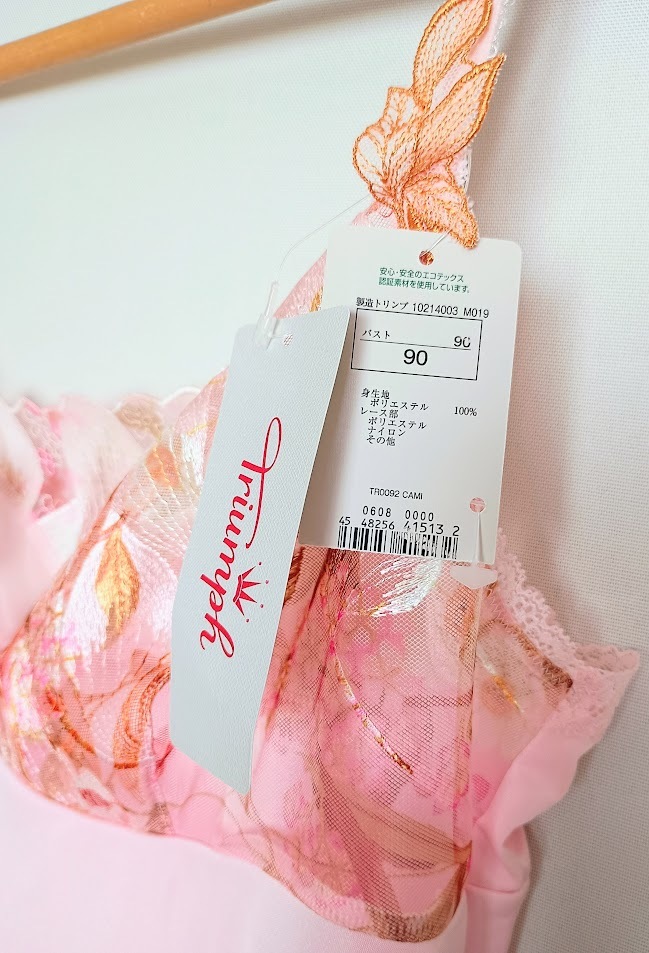 安心・安全のエコテックス
認証素材を使用しています。
製造トリンプ 10214003 M019
バスト 90
90
身生地
ポリエステル 100%
レース部
ポリエステル
ナイロン
その他
TR0092 CAMI
0608 0000
45 48256 41513 2
Triumph